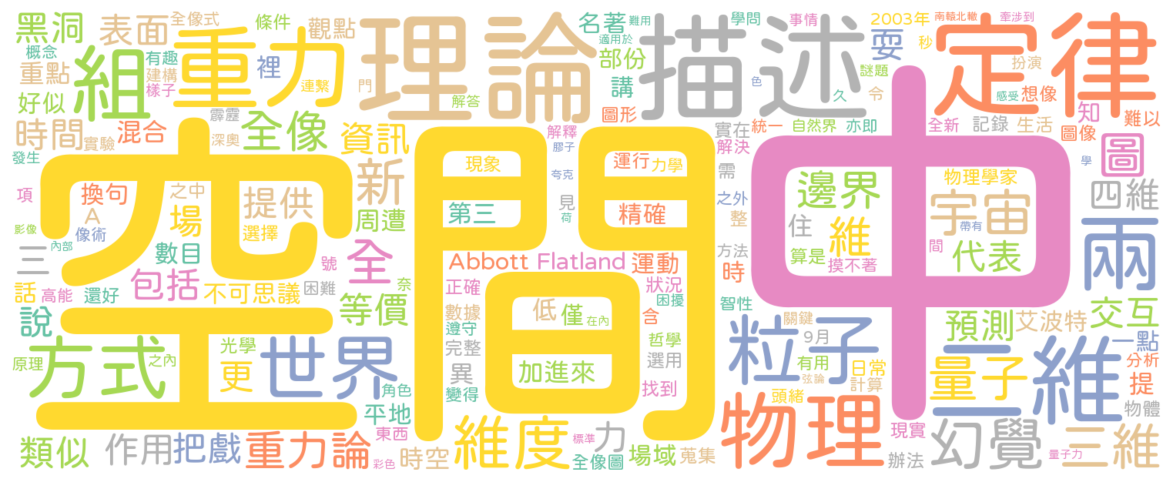 空間
中
理論
描述
定律
重力
組
物理
世界
粒子
維
二維
兩
維度
方式
黑洞
表面
全像式
條件
觀點
概念
有趣
重點
建構
樣子
裡
連繫
門
好似
時間
實驗
混合
霹靂
深奧
全像
資訊
解答
名著
難用
適用於
部份
講
學問
事情
2003年
耍
秒
謎題
令
色
久
圖形
南轅北轍
牽涉到
扮演
感受
想像
知
難以
圖像
全新
記錄
生活
實在
統一
自然界
亦即
解決
解釋
膠子
夸克
荷
見
運行
力學
現象
第三
精確
需
之外
整
方法
時
智性
發生
項
換句
之中
A
像術
場
提供
選擇
新
周遭
影像
內部
三
數目
全
號
奈
話
高能
還好
包括
不可思議
困難
等價
說
原理
之內
光學
更
角色
平地
東西
彩色
類似
作用
把戲
重力論
時空
Abbott
Flatland
運動
正確
狀況
困擾
數據
遵守
完整
低
僅
在內
含
哲學
異
選用
變得
加進來
找到
標準
力
全像圖
場域
蒐集
邊界
住
維
算是
摸不著
物理學家
宇宙
帶有
間
代表
圖
學
四維
預測
艾波特
交互
一點
關鍵
9月
有用
日常
弦論
計算
頭緒
量子
分析
提
物體
現實
辦法
幻覺
三維
量子力